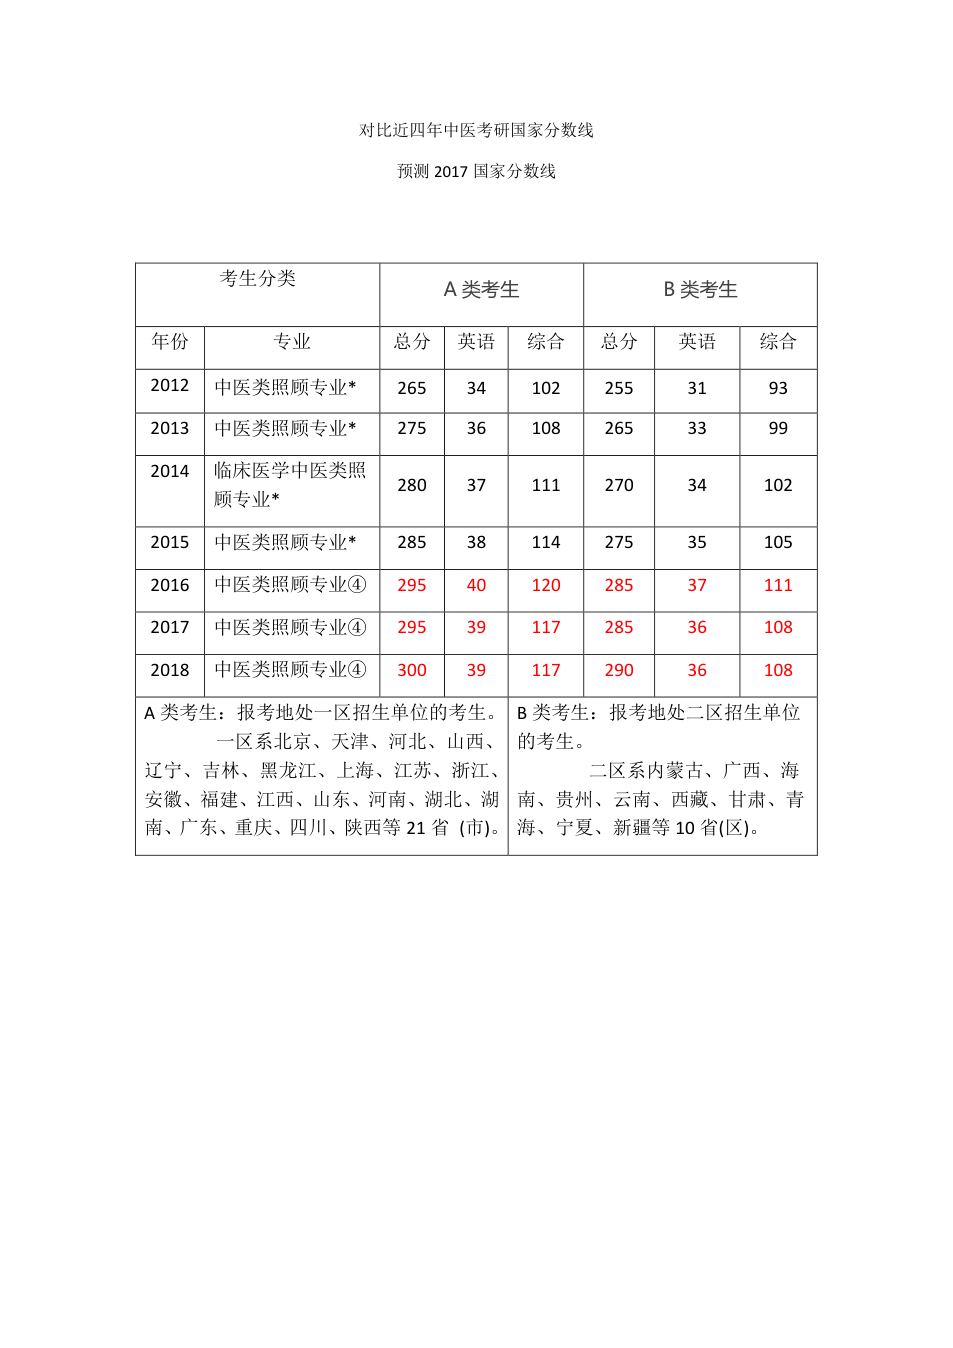 对比近四年中医考研国家分数线
预测 2017 国家分数线
考生分类 A 类考生 B 类考生
年份 专业 总分 英语 综合 总分 英语 综合
2012 中医类照顾专业* 265 34 102 255 31 93
2013 中医类照顾专业* 275 36 108 265 33 99
2014 临床医学中医类照
顾专业* 280 37 111 270 34 102
2015 中医类照顾专业* 285 38 114 275 35 105
2016 中医类照顾专业④ 295 40 120 285 37 111
2017 中医类照顾专业④ 295 39 117 285 36 108
2018 中医类照顾专业④ 300 39 117 290 36 108
A 类考生：报考地处一区招生单位的考生。
一区系北京、天津、河北、山西、
辽宁、吉林、黑龙江、上海、江苏、浙江、
安徽、福建、江西、山东、河南、湖北、湖
南、广东、重庆、四川、陕西等 21 省 (市)。
B 类考生：报考地处二区招生单位
的考生。
二区系内蒙古、广西、海
南、贵州、云南、西藏、甘肃、青
海、宁夏、新疆等 10 省(区)。